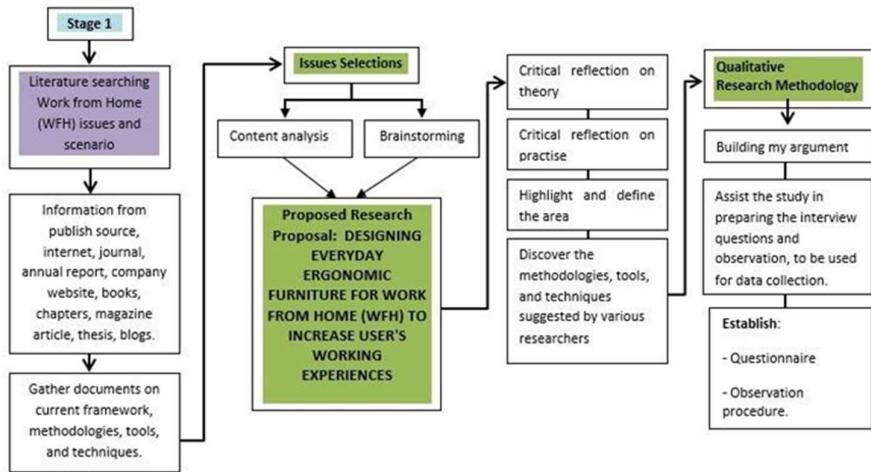 Stage 1
Literature searching
Work from Home
(WFH) issues and
scenario
Information from
publish source,
internet, journal,
annual report, company
website, books,
chapters, magazine
article, thesis, blogs.
Gather documents on
current framework,
methodologies, tools,
and techniques.
Issues Selections
Content analysis
Brainstorming
Proposed Research
Proposal: DESIGNING
EVERYDAY
ERGONOMIC
FURNITURE FOR WORK
FROM HOME (WFH) TO
INCREASE USER'S
WORKING
EXPERIENCES
Critical reflection on
theory
Critical reflection on
practise
Highlight and define
the area
Discover the
methodologies, tools,
and techniques
suggested by various
researchers
Qualitative
Research Methodology
Building my argument
Assist the study in
preparing the interview
questions and
observation, to be used
for data collection.
Establish:
- Questionnaire
- Observation
procedure.